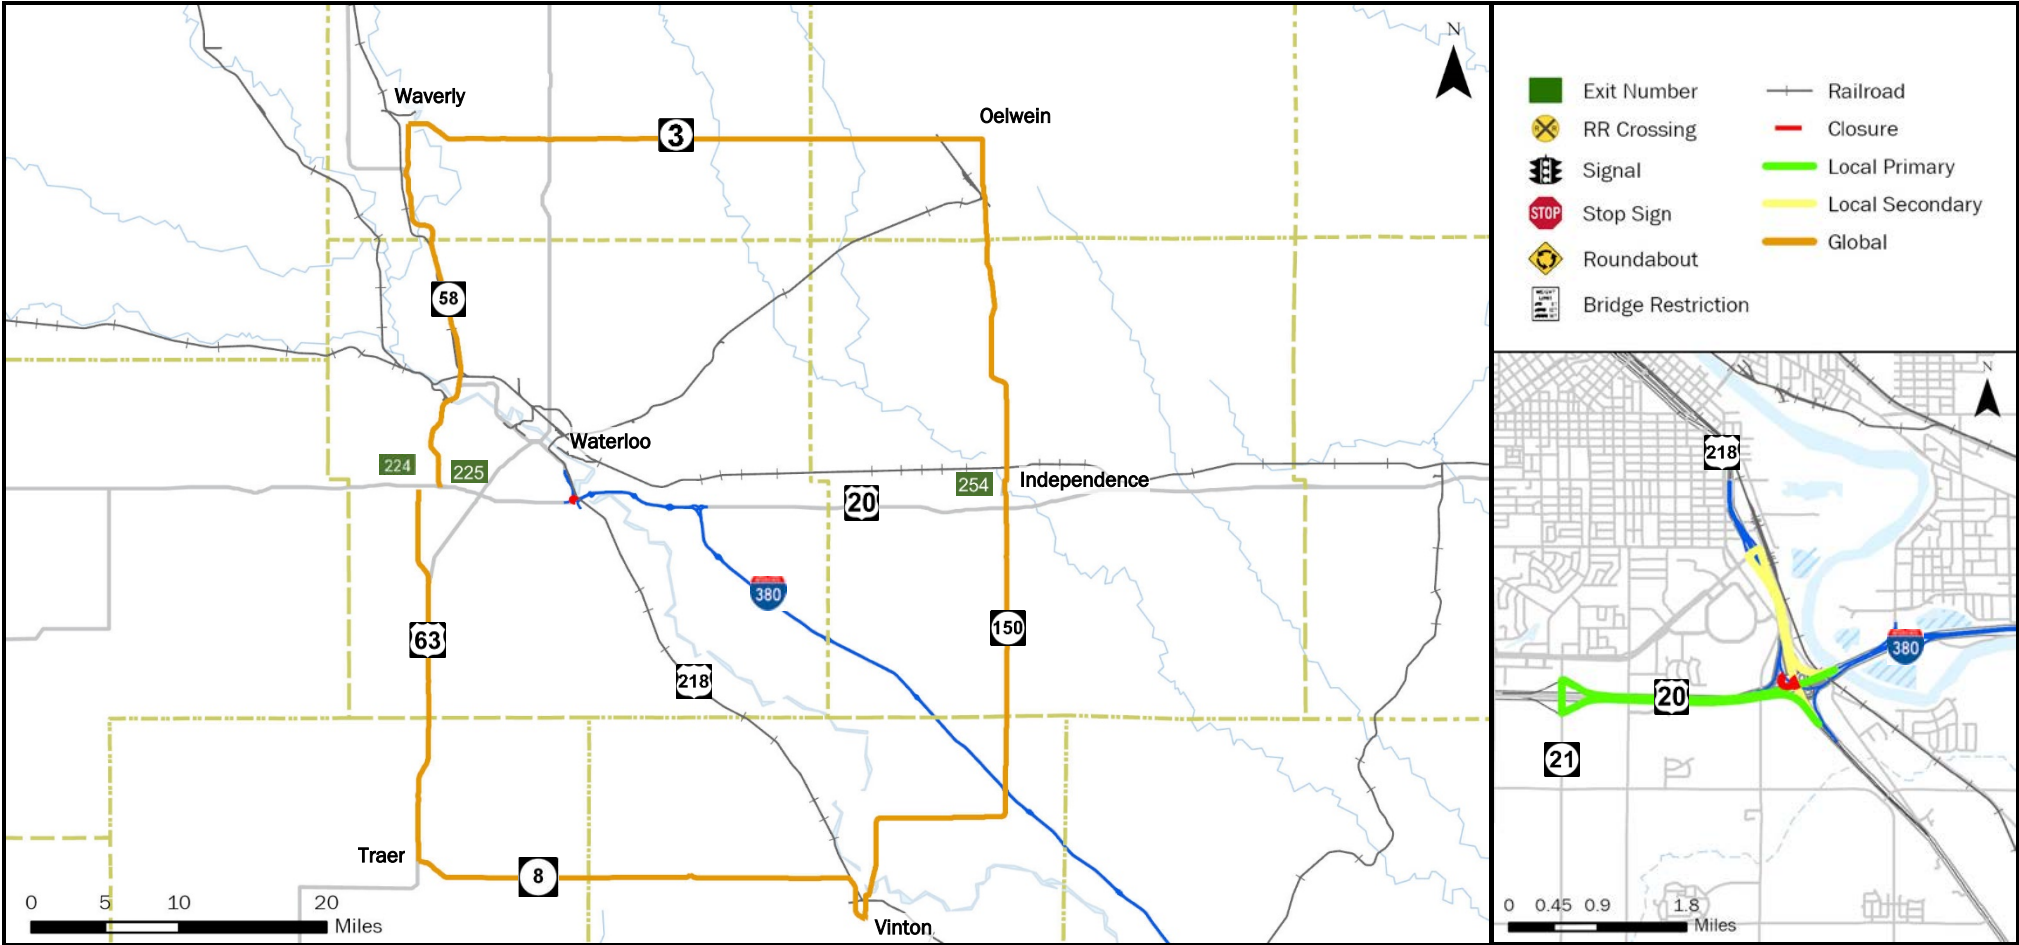 N
Waverly
Oelwein
3
58
Waterloo
224
225
254
Independence
20
380
63
150
218
Traer
8
Vinton
0 5 10 20
Miles
Exit Number
RR Crossing
Signal
STOP
Stop Sign
Roundabout
Bridge Restriction
Railroad
Closure
Local Primary
Local Secondary
Global
N
218
380
20
21
0 0.45 0.9 1.8
Miles